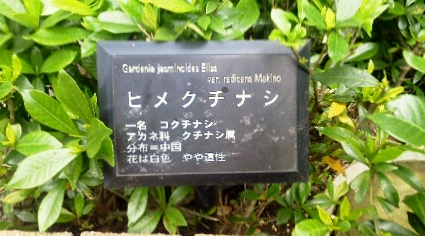 Gardenia jasminoides Ellis
var. radicans Makino
ヒメクチナシ
一名 コクチナシ
アカネ科 クチナシ属
分布=中国
花は白色 やや遅性